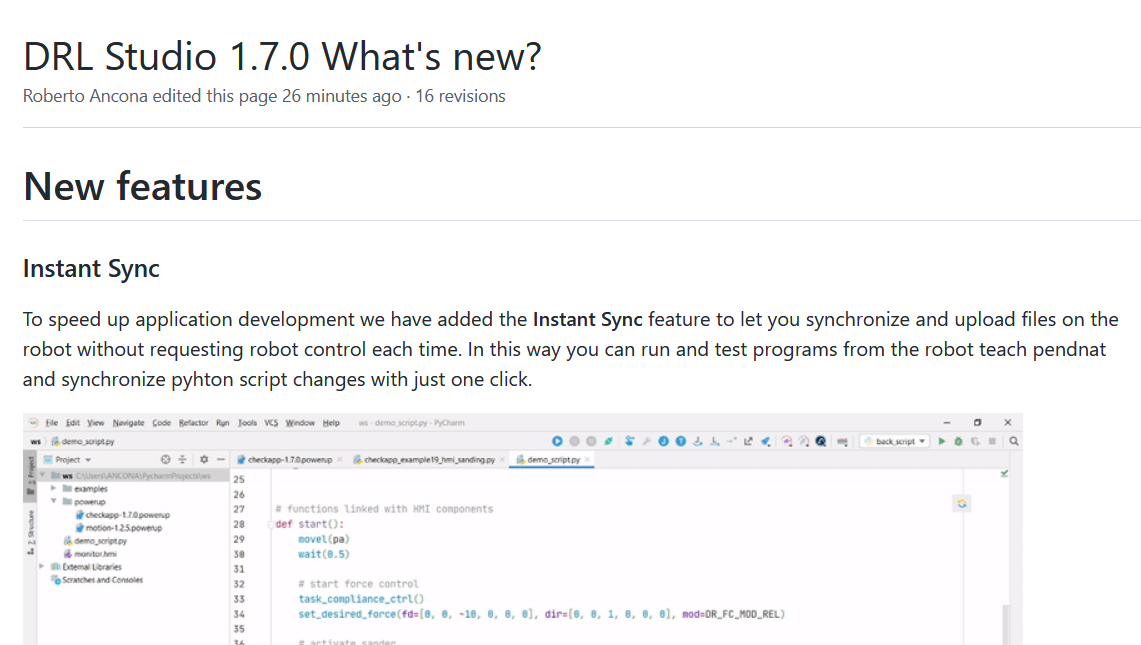 DRL Studio 1.7.0 What's new?
Roberto Ancona edited this page 26 minutes ago · 16 revisions
New features
Instant Sync
To speed up application development we have added the Instant Sync feature to let you synchronize and upload files on the
robot without requesting robot control each time. In this way you can run and test programs from the robot teach pendnat
and synchronize pyhton script changes with just one click.
File Edit View Navigate Code Refactor Run Tools VCS Window Help ws - demo_script.py - PyCharm
ws demo_script.py back_script
Project checkapp-1.7.0.powerup checkapp_example19_hmi_sanding.py demo_script.py
ws C:\Users\ANCONA\PycharmProjects\ws
examples
powerup
checkapp-1.7.0.powerup
motion-1.2.5.powerup
demo_script.py
monitor.hmi
External Libraries
Scratches and Consoles
Project
Z: Structure
25
26
27 # functions linked with HMI components
28 def start():
29 movel(pa)
30 wait(0.5)
31
32 # start force control
33 task_compliance_ctrl()
34 set_desired_force(fd=[0, 0, -10, 0, 0, 0], dir=[0, 0, 1, 0, 0, 0], mod=DR_FC_MOD_REL)
35
36 # activate sander